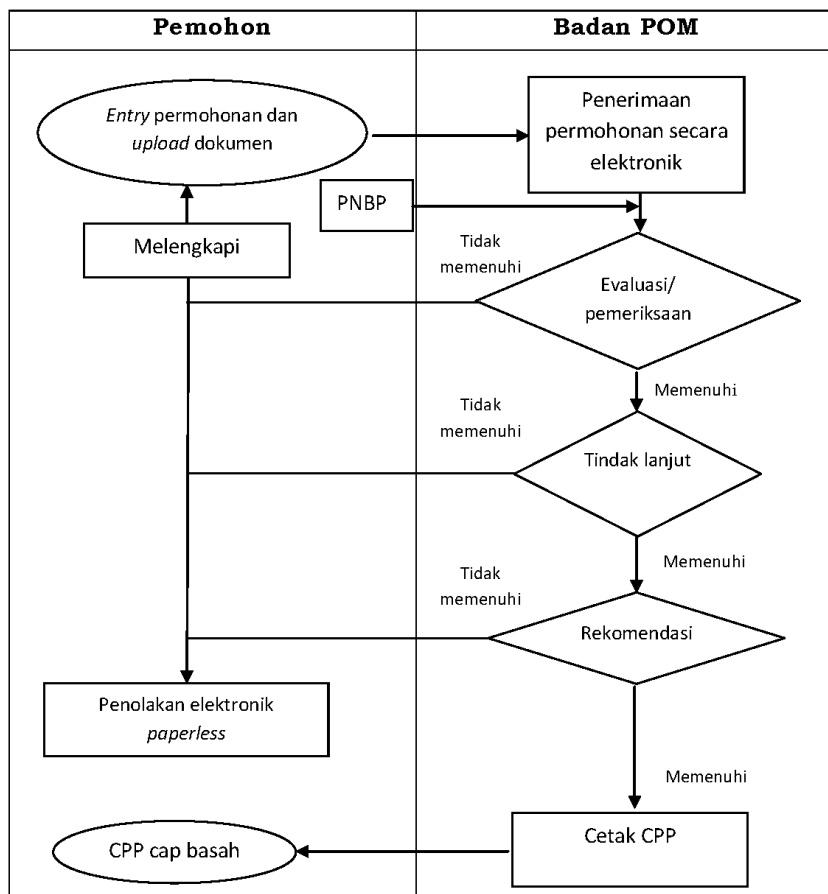 Pemohon
Badan POM
Entry permohonan dan
upload dokumen
Penerimaan
permohonan secara
elektronik
PNBP
Melengkapi
Tidak
memenuhi
Evaluasi/
pemeriksaan
Memenuhi
Tidak
memenuhi
Tindak lanjut
Memenuhi
Tidak
memenuhi
Rekomendasi
Penolakan elektronik
paperless
Memenuhi
Cetak CPP
CPP cap basah